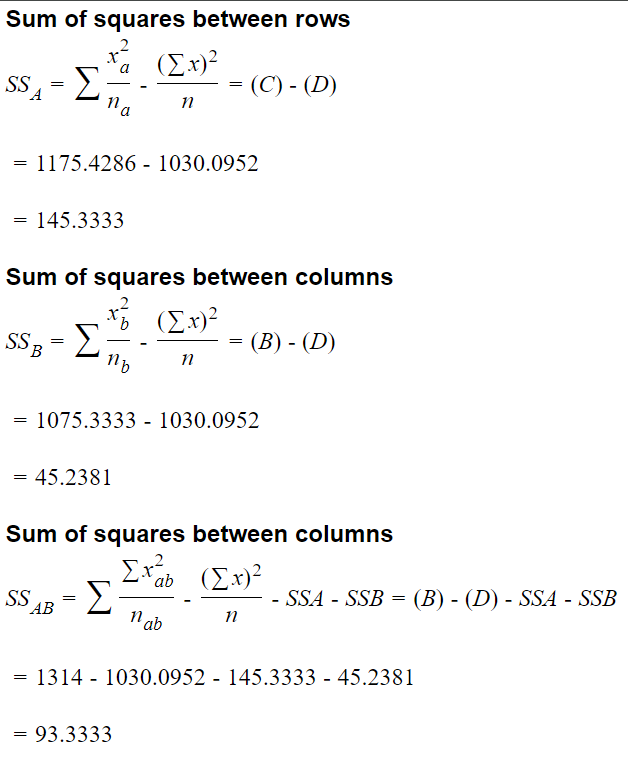 Sum of squares between rows
SS_A = ∑ x_a^2/n_a - (∑x)^2/n = (C) - (D)
= 1175.4286 - 1030.0952
= 145.3333
Sum of squares between columns
SS_B = ∑ x_b^2/n_b - (∑x)^2/n = (B) - (D)
= 1075.3333 - 1030.0952
= 45.2381
Sum of squares between columns
SS_AB = ∑ ∑x_ab^2/n_ab - (∑x)^2/n - SSA - SSB = (B) - (D) - SSA - SSB
= 1314 - 1030.0952 - 145.3333 - 45.2381
= 93.3333